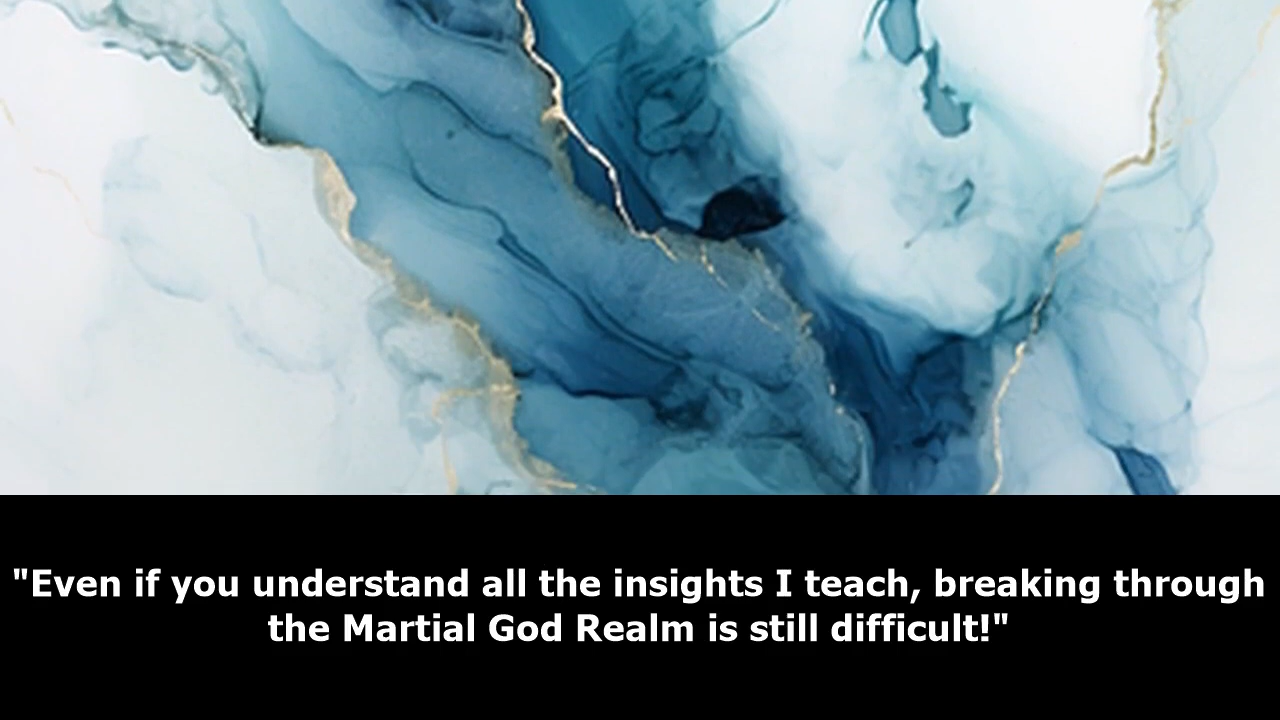 "Even if you understand all the insights I teach, breaking through
the Martial God Realm is still difficult!"